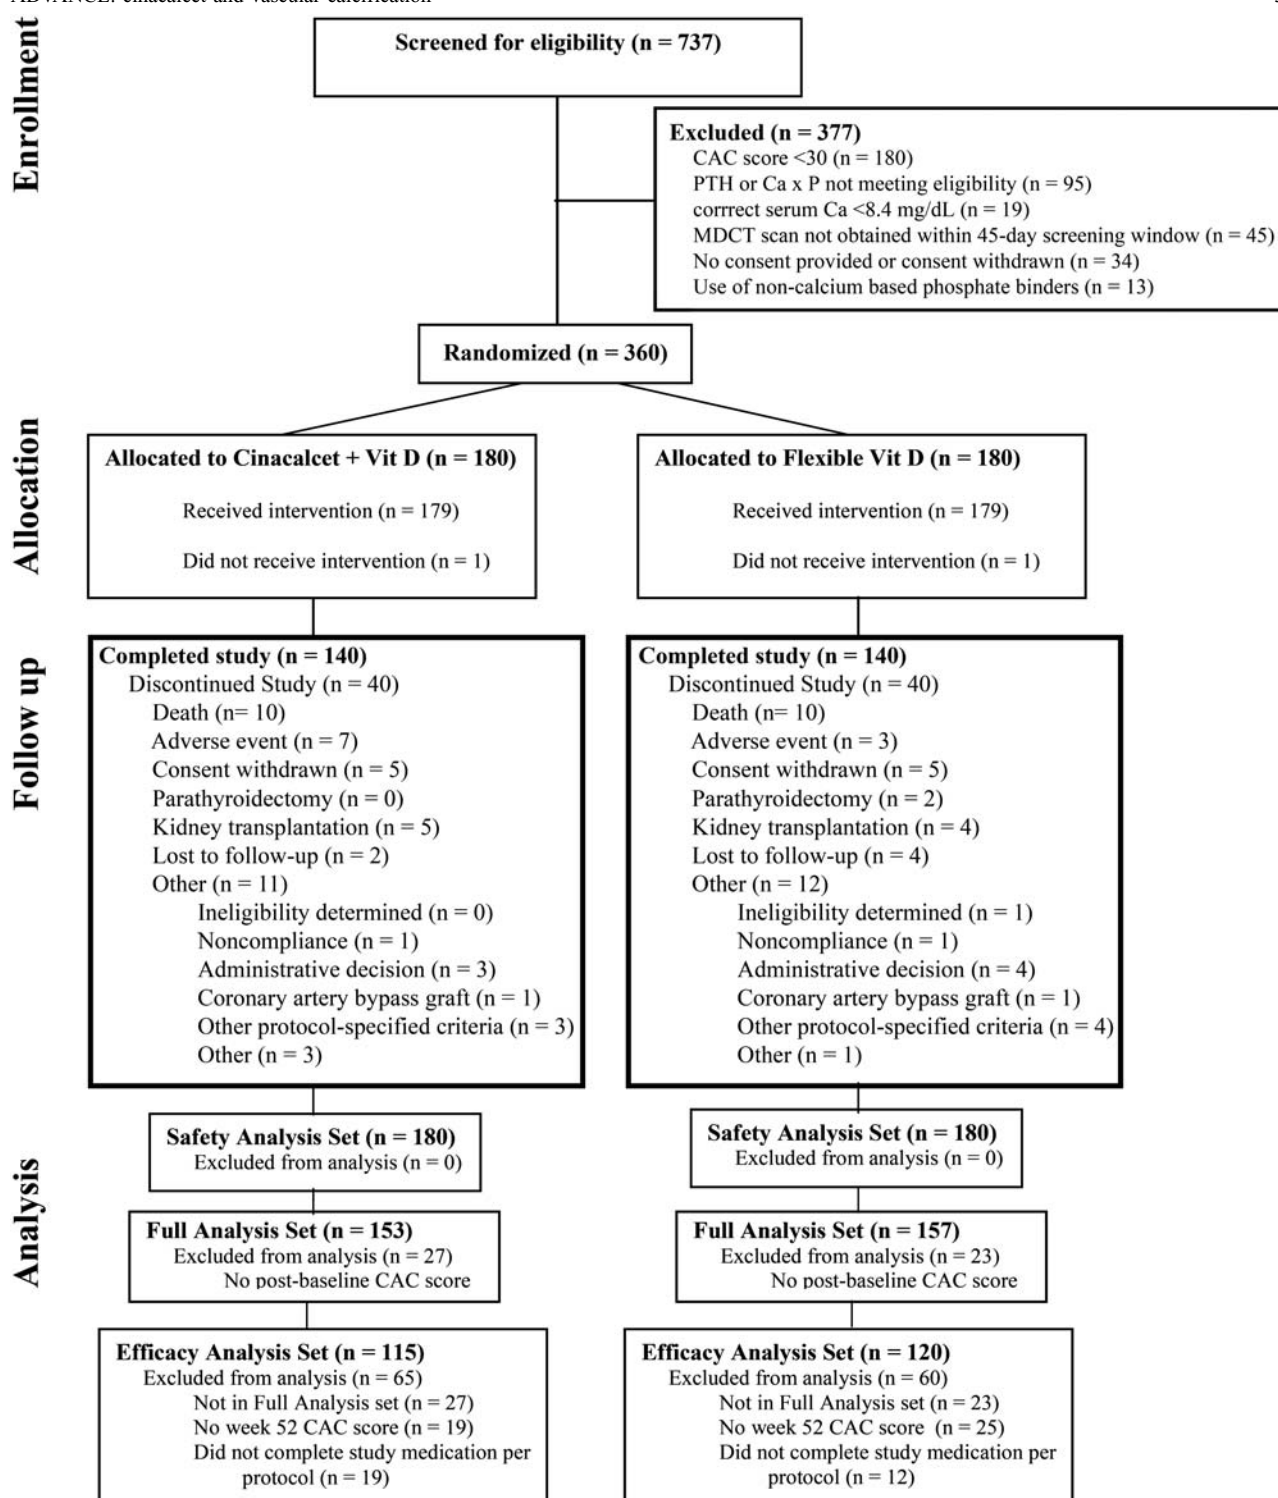 ADVANCE: cinacalcet and vascular calcification
Enrollment
Screened for eligibility (n = 737)
Excluded (n = 377)
CAC score <30 (n = 180)
PTH or Ca x P not meeting eligibility (n = 95)
corrrect serum Ca <8.4 mg/dL (n = 19)
MDCT scan not obtained within 45-day screening window (n = 45)
No consent provided or consent withdrawn (n = 34)
Use of non-calcium based phosphate binders (n = 13)
Randomized (n = 360)
Allocation
Allocated to Cinacalcet + Vit D (n = 180)
Received intervention (n = 179)
Did not receive intervention (n = 1)
Allocated to Flexible Vit D (n = 180)
Received intervention (n = 179)
Did not receive intervention (n = 1)
Follow up
Completed study (n = 140)
Discontinued Study (n = 40)
Death (n= 10)
Adverse event (n = 7)
Consent withdrawn (n = 5)
Parathyroidectomy (n = 0)
Kidney transplantation (n = 5)
Lost to follow-up (n = 2)
Other (n = 11)
Ineligibility determined (n = 0)
Noncompliance (n = 1)
Administrative decision (n = 3)
Coronary artery bypass graft (n = 1)
Other protocol-specified criteria (n = 3)
Other (n = 3)
Completed study (n = 140)
Discontinued Study (n = 40)
Death (n= 10)
Adverse event (n = 3)
Consent withdrawn (n = 5)
Parathyroidectomy (n = 2)
Kidney transplantation (n = 4)
Lost to follow-up (n = 4)
Other (n = 12)
Ineligibility determined (n = 1)
Noncompliance (n = 1)
Administrative decision (n = 4)
Coronary artery bypass graft (n = 1)
Other protocol-specified criteria (n = 4)
Other (n = 1)
Analysis
Safety Analysis Set (n = 180)
Excluded from analysis (n = 0)
Safety Analysis Set (n = 180)
Excluded from analysis (n = 0)
Full Analysis Set (n = 153)
Excluded from analysis (n = 27)
No post-baseline CAC score
Full Analysis Set (n = 157)
Excluded from analysis (n = 23)
No post-baseline CAC score
Efficacy Analysis Set (n = 115)
Excluded from analysis (n = 65)
Not in Full Analysis set (n = 27)
No week 52 CAC score (n = 19)
Did not complete study medication per
protocol (n = 19)
Efficacy Analysis Set (n = 120)
Excluded from analysis (n = 60)
Not in Full Analysis set (n = 23)
No week 52 CAC score (n = 25)
Did not complete study medication per
protocol (n = 12)